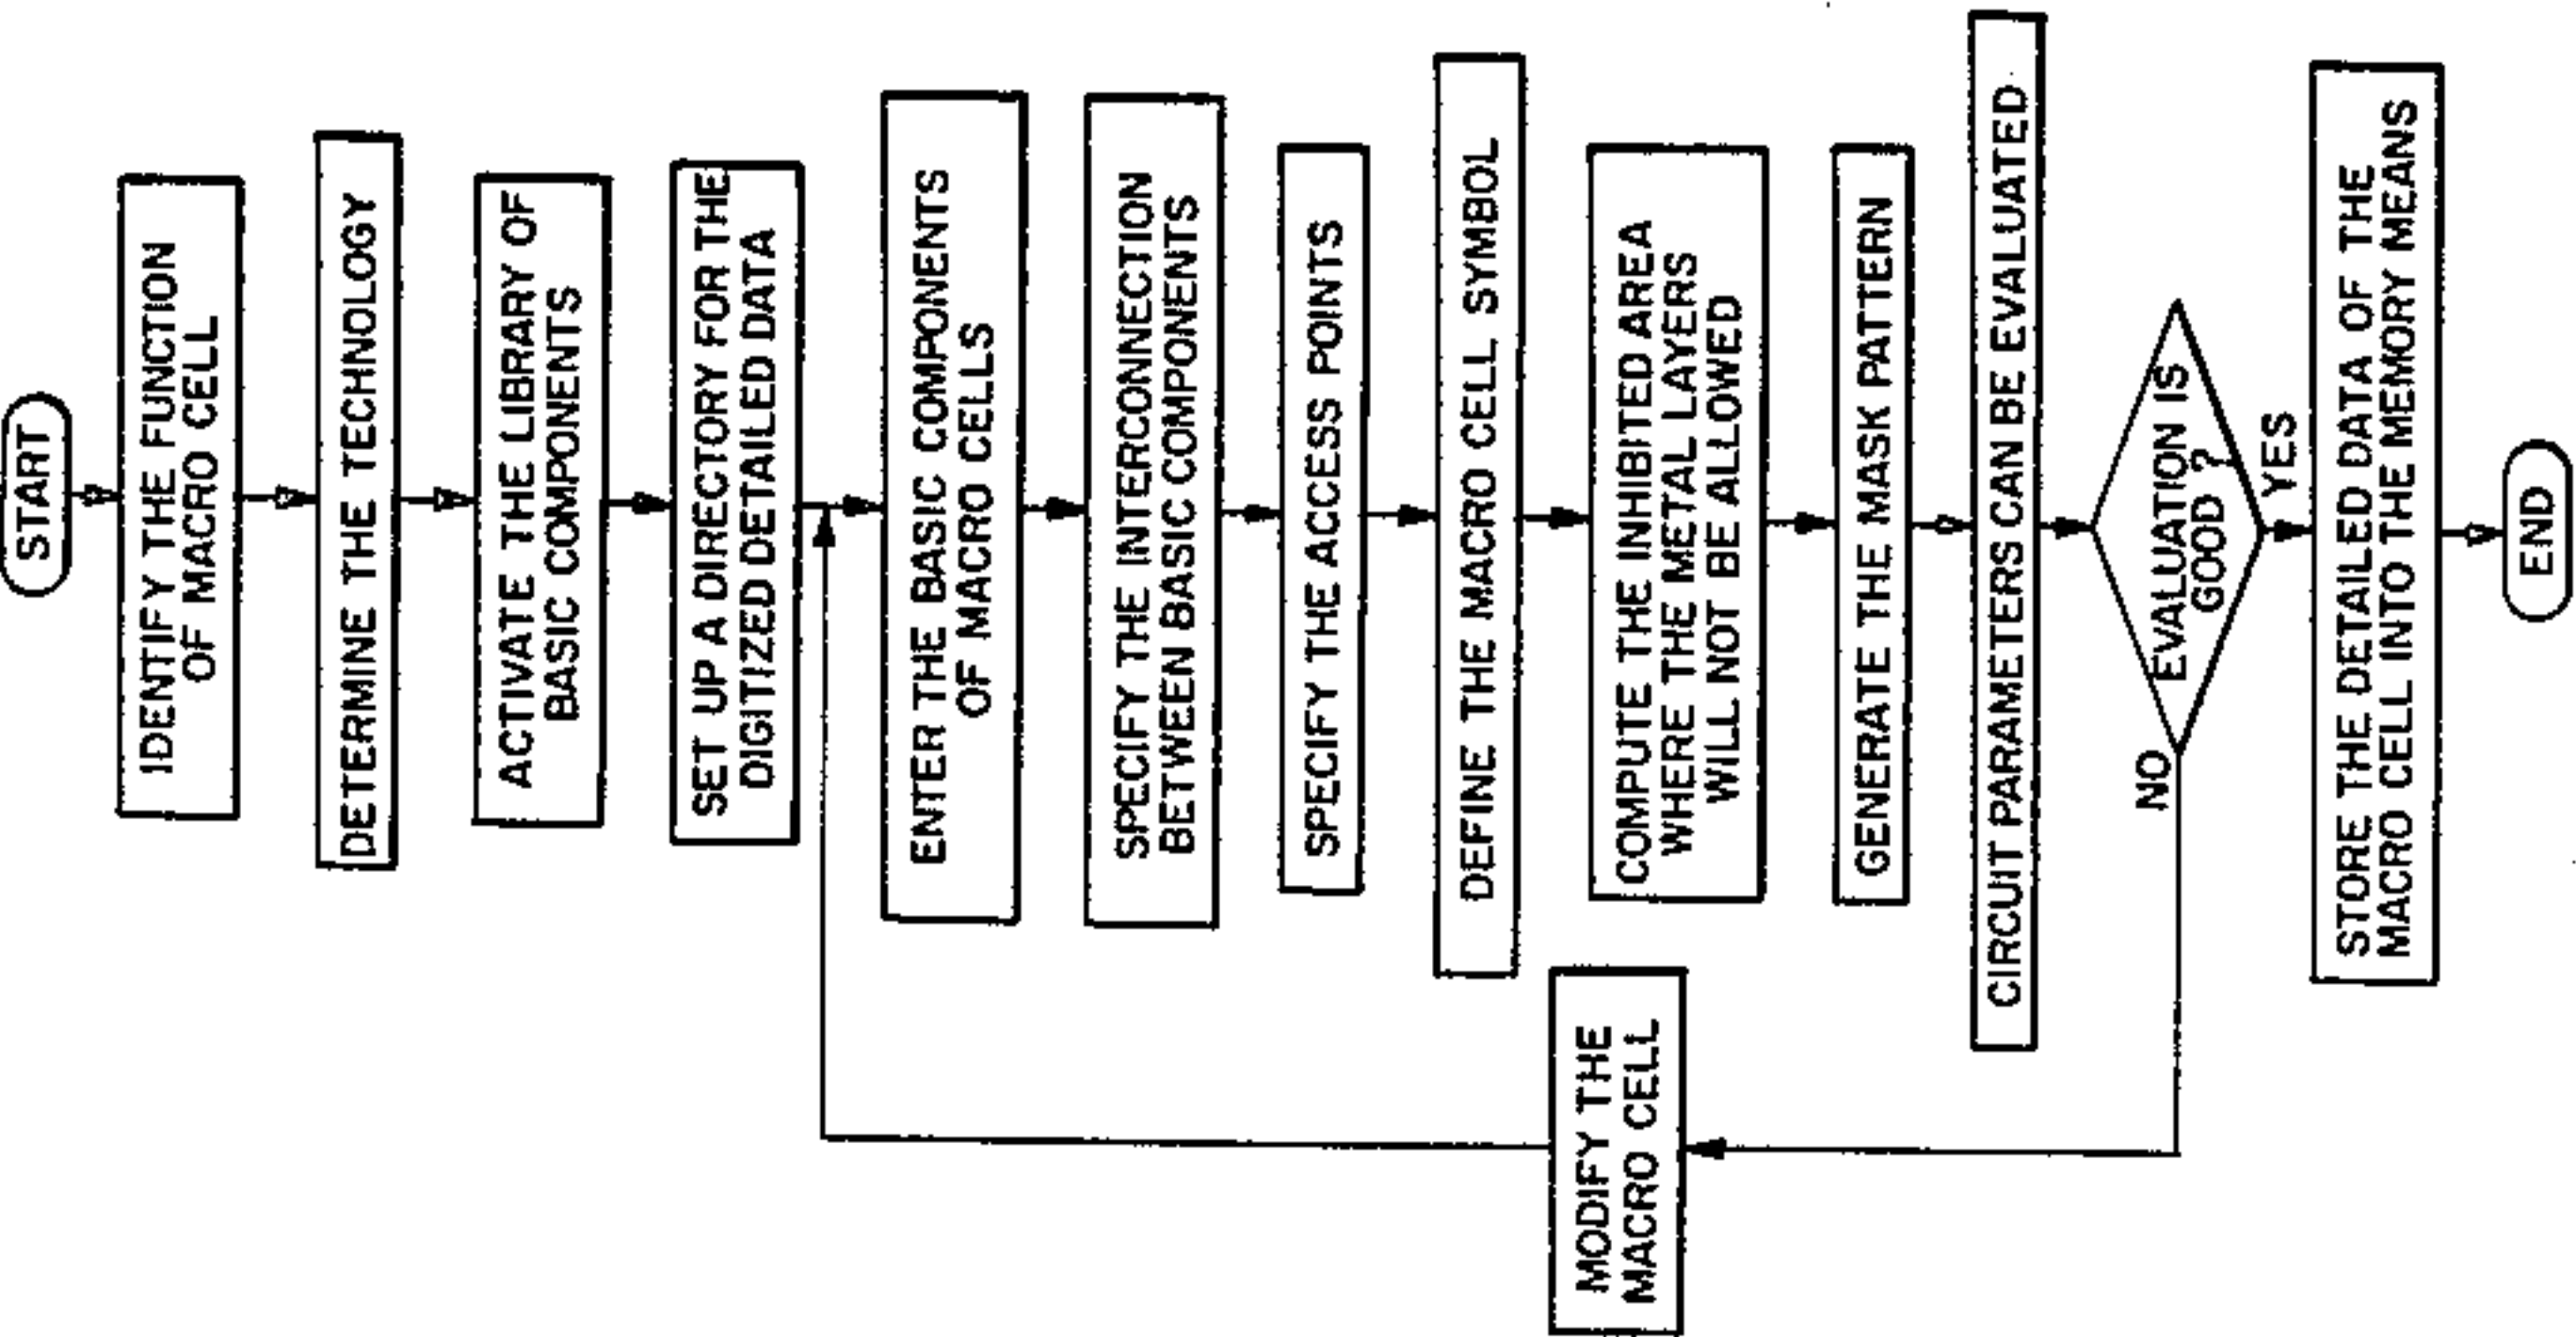 START
IDENTIFY THE FUNCTION
OF MACRO CELL
DETERMINE THE TECHNOLOGY
ACTIVATE THE LIBRARY OF
BASIC COMPONENTS
SET UP A DIRECTORY FOR THE
DIGITIZED DETAILED DATA
ENTER THE BASIC COMPONENTS
OF MACRO CELLS
SPECIFY THE INTERCONNECTION
BETWEEN BASIC COMPONENTS
SPECIFY THE ACCESS POINTS
DEFINE THE MACRO CELL SYMBOL
COMPUTE THE INHIBITED AREA
WHERE THE METAL LAYERS
WILL NOT BE ALLOWED
GENERATE THE MASK PATTERN
CIRCUIT PARAMETERS CAN BE EVALUATED
EVALUATION IS
GOOD ?
NO
YES
MODIFY THE
MACRO CELL
STORE THE DETAILED DATA OF THE
MACRO CELL INTO THE MEMORY MEANS
END